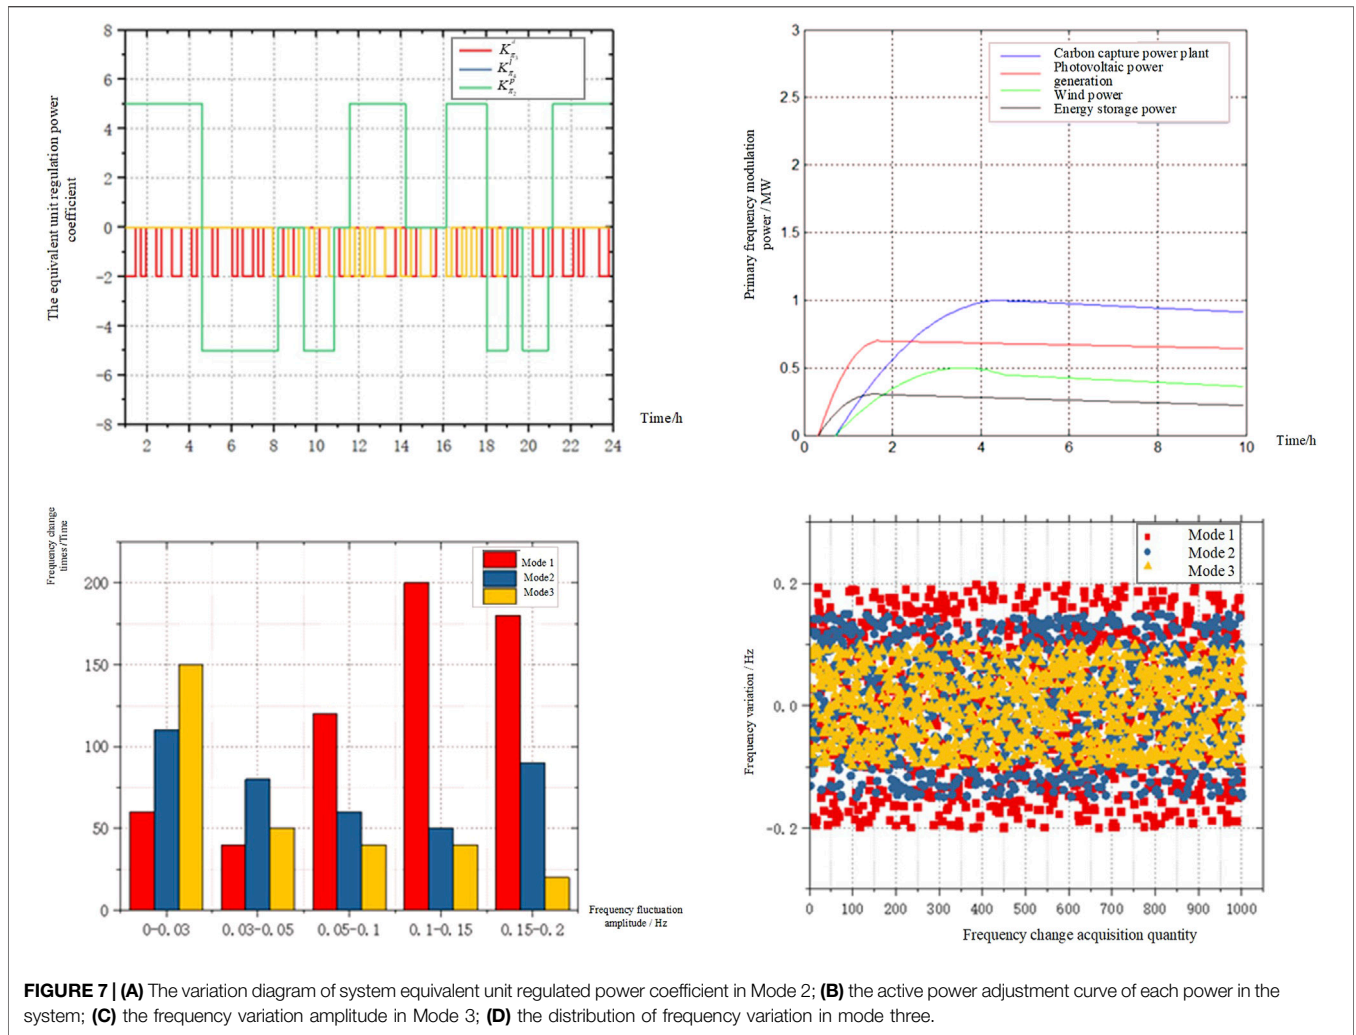 8
6
4
2
0
−2
−4
−6
−8
The equivalent unit regulation power
coefficient
2 4 6 8 10 12 14 16 18 20 22 24
Time/h
3
2.5
2
1.5
1
0.5
0
Primary frequency modulation
power / MW
Carbon capture power plant
Photovoltaic power
generation
Wind power
Energy storage power
0 2 4 6 8 10
Time/h
Frequency change
times/Time
200
150
100
50
0
Mode 1
Mode2
Mode3
0-0.03 0.03-0.05 0.05-0.1 0.1-0.15 0.15-0.2
Frequency fluctuation
amplitude / Hz
Frequency variation / Hz
0.2
0.0
-0.2
Mode 1
Mode 2
Mode 3
0 100 200 300 400 500 600 700 800 900 1000
Frequency change acquisition quantity
FIGURE 7 | (A) The variation diagram of system equivalent unit regulated power coefficient in Mode 2; (B) the active power adjustment curve of each power in the
system; (C) the frequency variation amplitude in Mode 3; (D) the distribution of frequency variation in mode three.